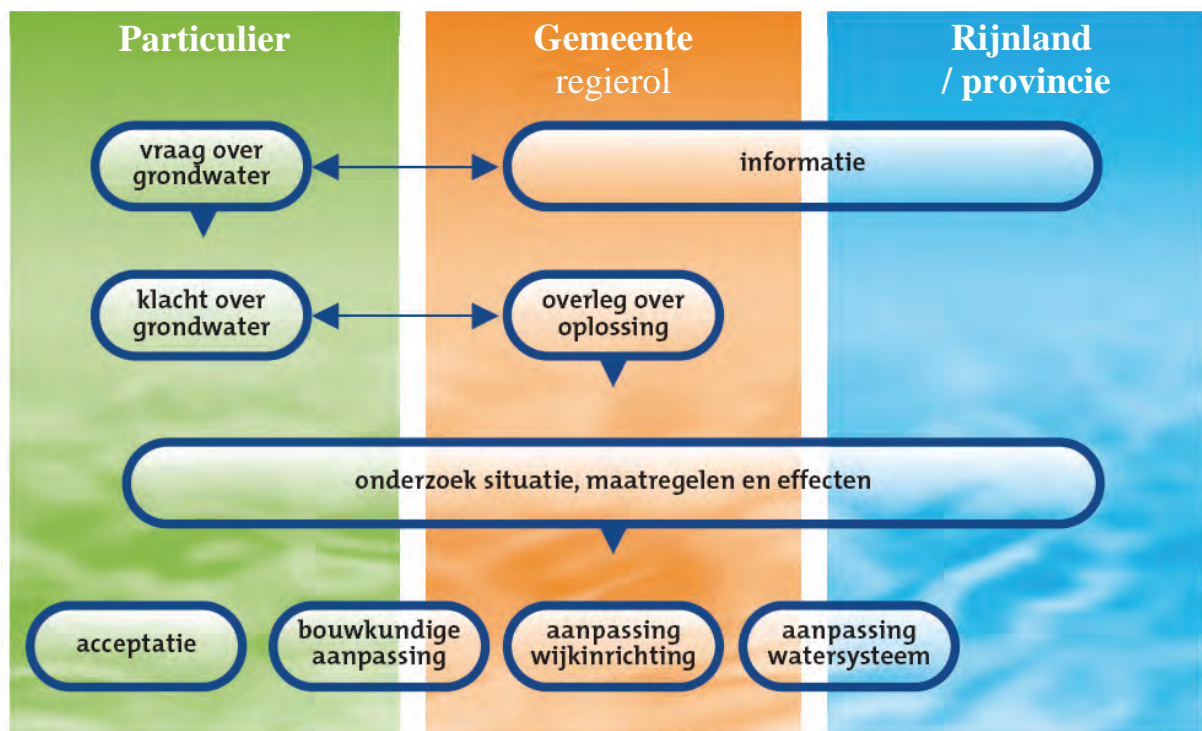 Particulier
Gemeente
regierol
Rijnland
/ provincie
vraag over
grondwater
informatie
klacht over
grondwater
overleg over
oplossing
onderzoek situatie, maatregelen en effecten
acceptatie
bouwkundige
aanpassing
aanpassing
wijkinrichting
aanpassing
watersysteem